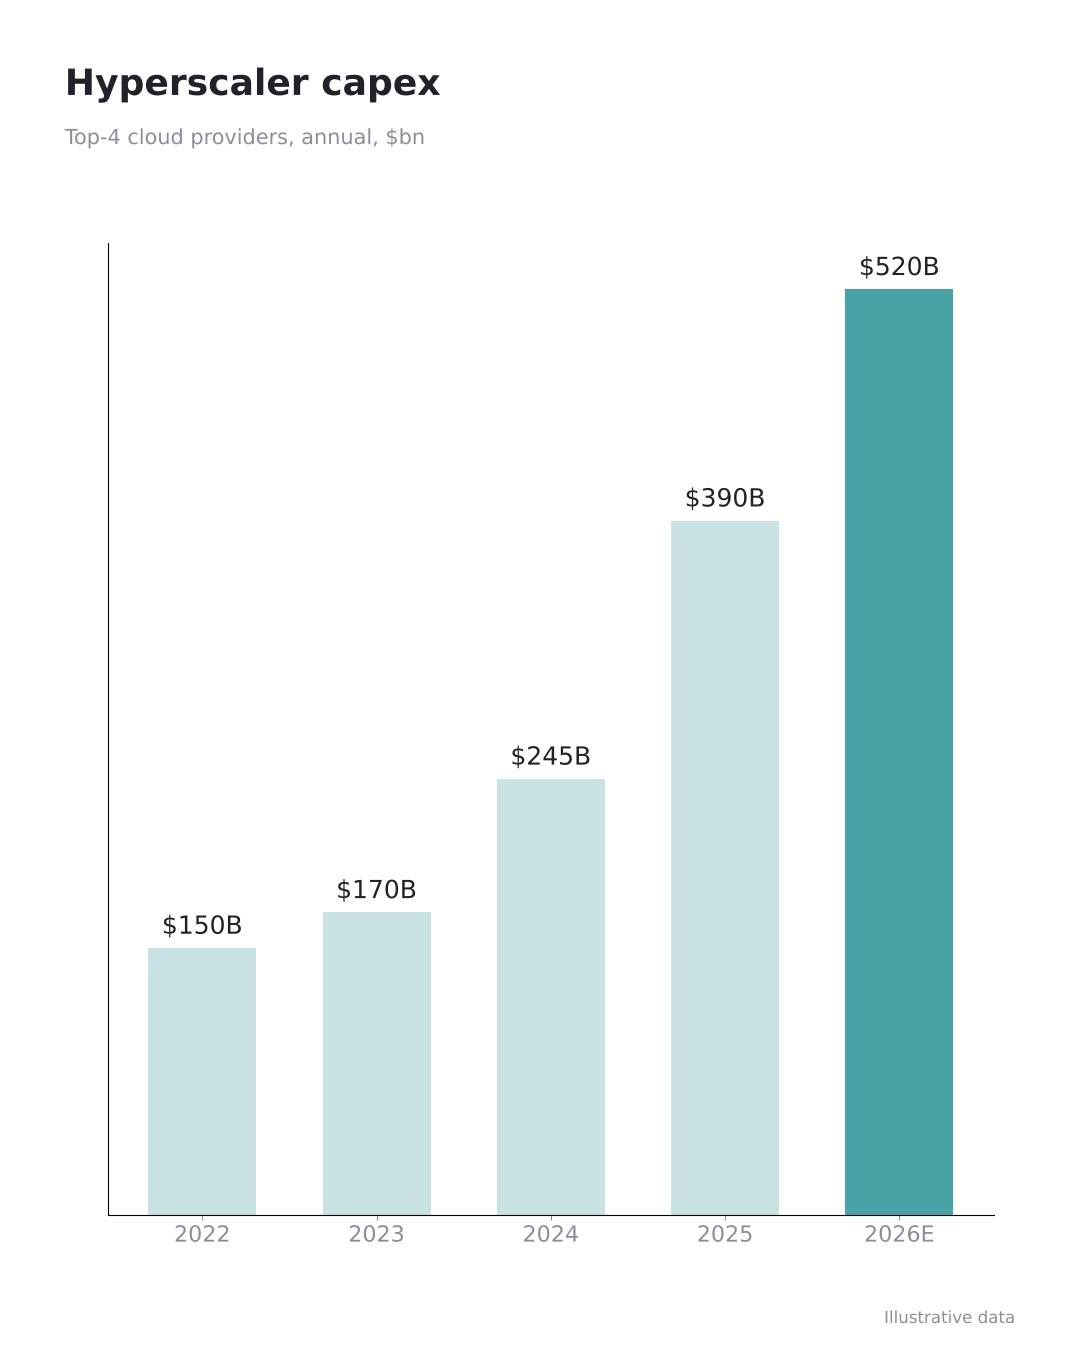 Hyperscaler capex
Top-4 cloud providers, annual, $bn
$520B
$390B
$245B
$170B
$150B
2022 2023 2024 2025 2026E
Illustrative data